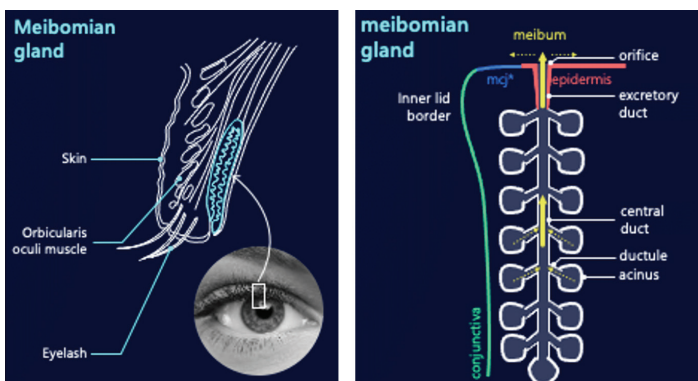 Meibomian
gland
Skin
Orbicularis
oculi muscle
Eyelash
meibomian
gland
meibum
orifice
mcj*
epidermis
Inner lid
border
excretory
duct
central
duct
ductule
acinus
conjunctiva